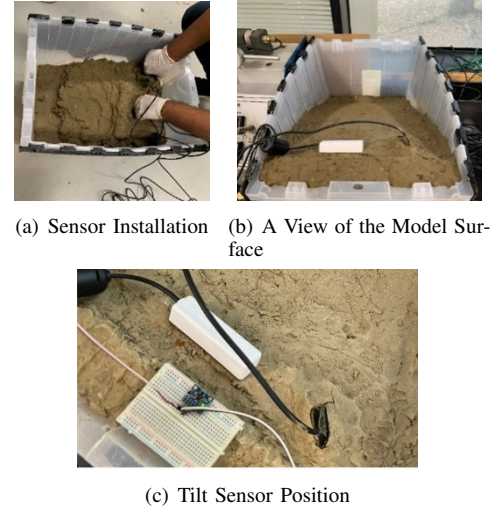 (a) Sensor Installation
(b) A View of the Model Sur-
face
(c) Tilt Sensor Position